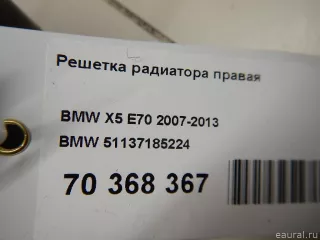 Решетка радиатора правая
BMW X5 E70 2007-2013
BMW 51137185224
70 368 367
eaural.ru